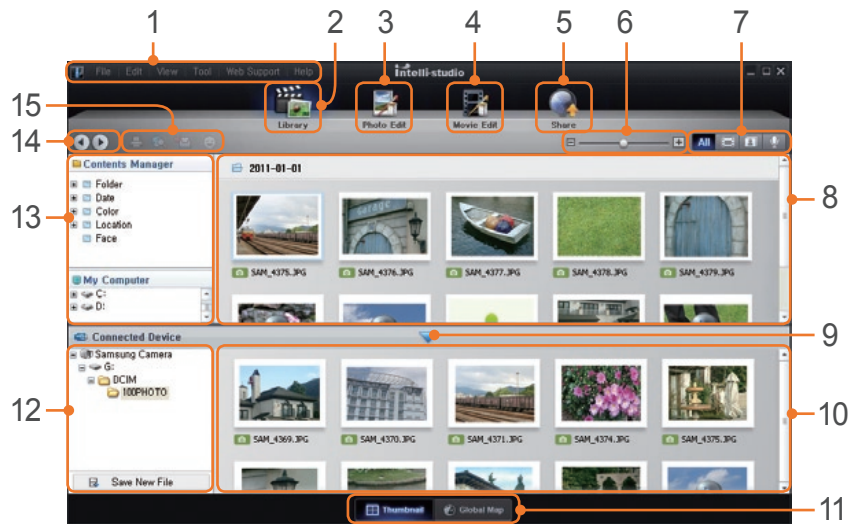 1 2 3 4 5 6 7
File Edit View Tool Web Support Help
intelli-studio
Library Photo Edit Movie Edit Share
15
14
All
Contents Manager
Folder
Date
Color
Location
Face
13
My Computer
C:
D:
2011-01-01
SAM_4375.JPG SAM_4376.JPG SAM_4377.JPG SAM_4378.JPG SAM_4379.JPG
Garage
8
Connected Device
9
Samsung Camera
G:
DCIM
100PHOTO
12
Save New File
SAM_4369.JPG SAM_4370.JPG SAM_4371.JPG SAM_4374.JPG SAM_4375.JPG
10
Thumbnail Global Map
11